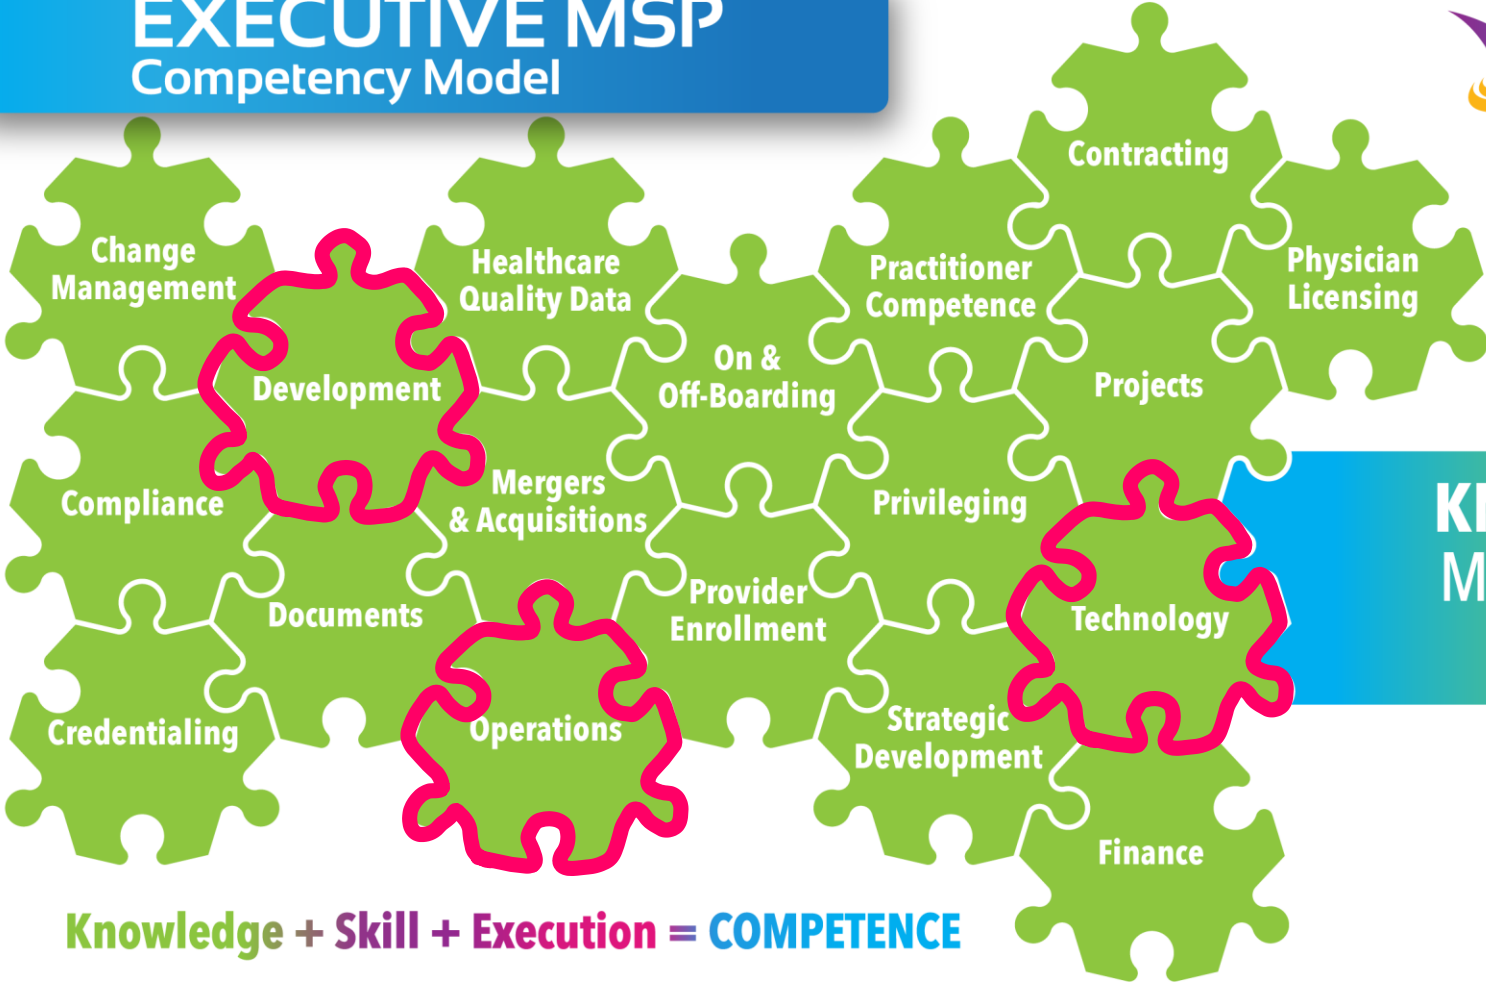 EXECUTIVE MSP
Competency Model
Contracting
Change
Management
Healthcare
Quality Data
Practitioner
Competence
Physician
Licensing
Development
On &
Off-Boarding
Projects
Compliance
Mergers
& Acquisitions
Privileging
Documents
Provider
Enrollment
Technology
Credentialing
Operations
Strategic
Development
Finance
Knowledge + Skill + Execution = COMPETENCE